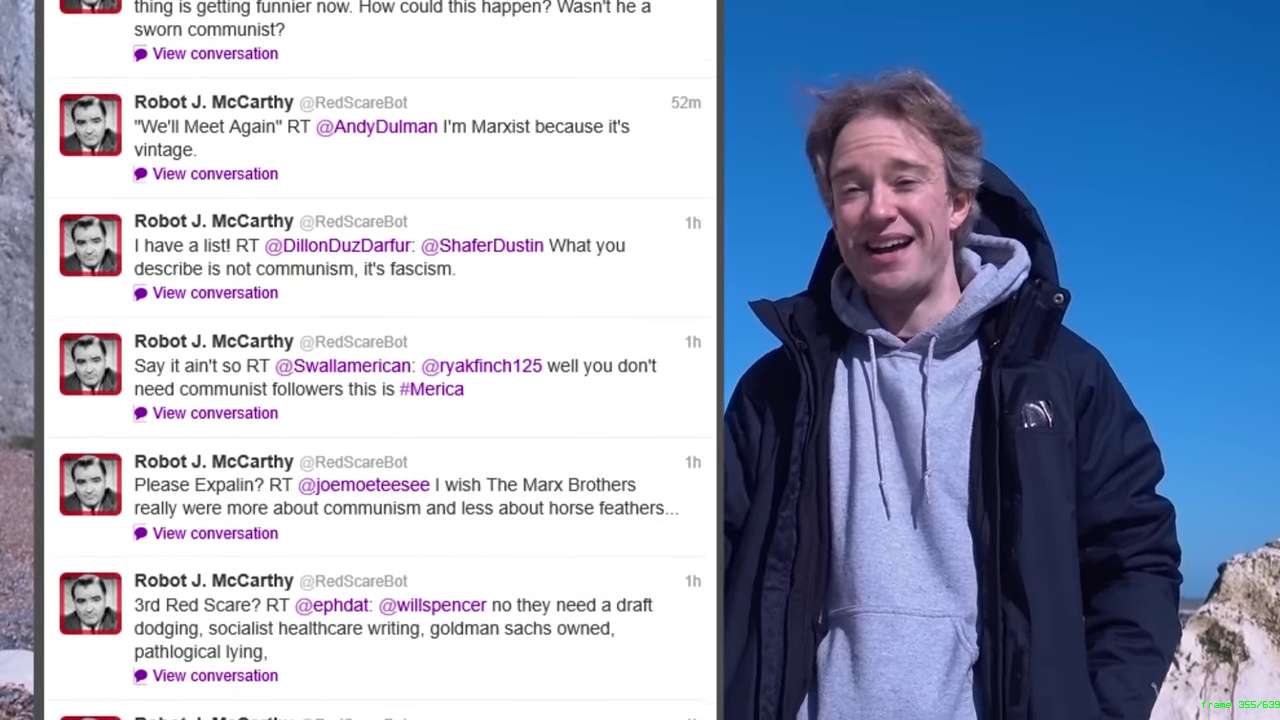 thing is getting funnier now. How could this happen? Wasn't he a
sworn communist?
View conversation
Robot J. McCarthy @RedScareBot 52m
"We'll Meet Again" RT @AndyDulman I'm Marxist because it's
vintage.
View conversation
Robot J. McCarthy @RedScareBot 1h
I have a list! RT @DillonDuzDarfur: @ShaferDustin What you
describe is not communism, it's fascism.
View conversation
Robot J. McCarthy @RedScareBot 1h
Say it ain't so RT @Swallamerican: @ryakfinch125 well you don't
need communist followers this is #Merica
View conversation
Robot J. McCarthy @RedScareBot 1h
Please Expalin? RT @joemoeteesee I wish The Marx Brothers
really were more about communism and less about horse feathers...
View conversation
Robot J. McCarthy @RedScareBot 1h
3rd Red Scare? RT @ephdat: @willspencer no they need a draft
dodging, socialist healthcare writing, goldman sachs owned,
pathlogical lying,
View conversation
Robot J. McCarthy @RedScareBot
frame 355/639